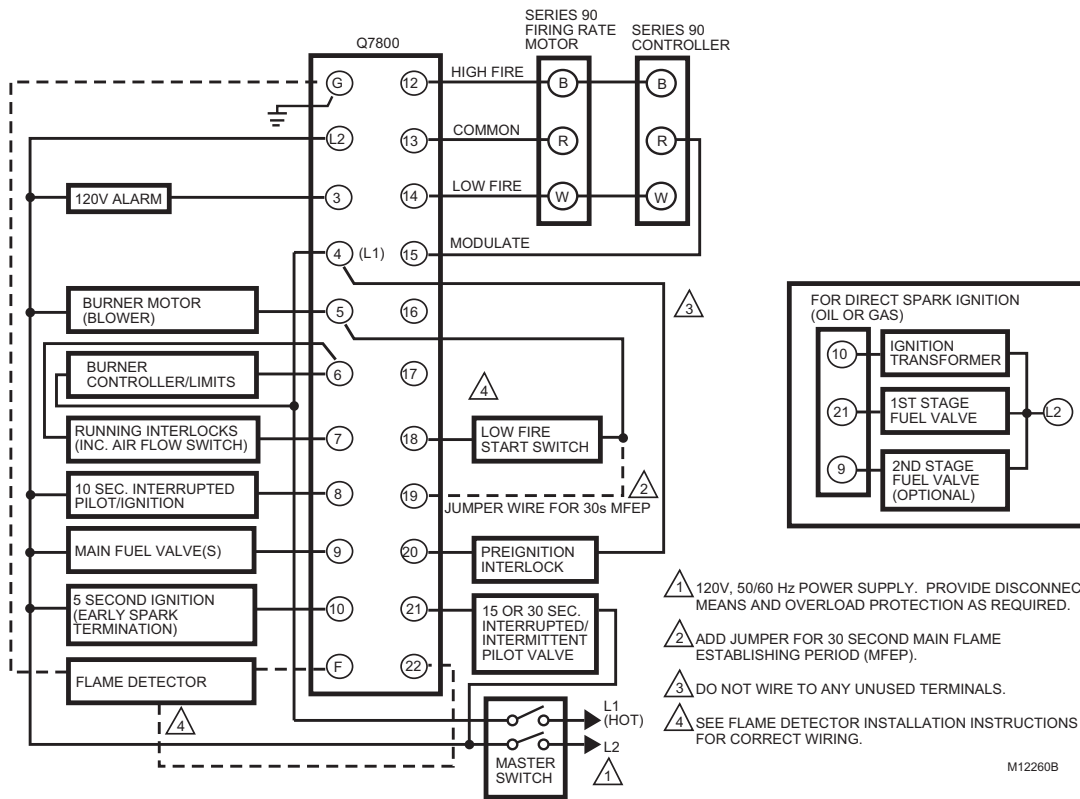 SERIES 90
FIRING RATE
MOTOR
SERIES 90
CONTROLLER
Q7800
G
12
HIGH FIRE
B
B
L2
13
COMMON
R
R
120V ALARM
3
14
LOW FIRE
W
W
4
(L1)
15
MODULATE
3
BURNER MOTOR
(BLOWER)
5
16
BURNER
CONTROLLER/LIMITS
6
17
4
RUNNING INTERLOCKS
(INC. AIR FLOW SWITCH)
7
18
LOW FIRE
START SWITCH
10 SEC. INTERRUPTED
PILOT/IGNITION
8
19
2
JUMPER WIRE FOR 30s MFEP
MAIN FUEL VALVE(S)
9
20
PREIGNITION
INTERLOCK
5 SECOND IGNITION
(EARLY SPARK
TERMINATION)
10
21
15 OR 30 SEC.
INTERRUPTED/
INTERMITTENT
PILOT VALVE
FLAME DETECTOR
F
22
4
L1
(HOT)
L2
MASTER
SWITCH
1
FOR DIRECT SPARK IGNITION
(OIL OR GAS)
10
IGNITION
TRANSFORMER
21
1ST STAGE
FUEL VALVE
L2
9
2ND STAGE
FUEL VALVE
(OPTIONAL)
1 120V, 50/60 Hz POWER SUPPLY. PROVIDE DISCONNEC
MEANS AND OVERLOAD PROTECTION AS REQUIRED.
2 ADD JUMPER FOR 30 SECOND MAIN FLAME
ESTABLISHING PERIOD (MFEP).
3 DO NOT WIRE TO ANY UNUSED TERMINALS.
4 SEE FLAME DETECTOR INSTALLATION INSTRUCTIONS
FOR CORRECT WIRING.
M12260B